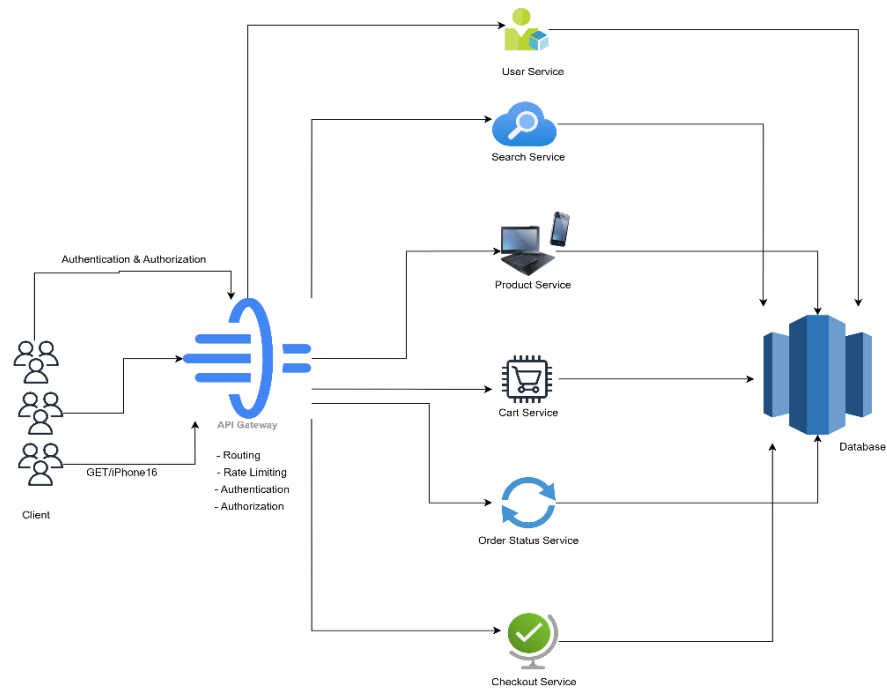 User Service
Search Service
Authentication & Authorization
Product Service
API Gateway
Cart Service
Database
- Routing
GET/iPhone16
- Rate Limiting
- Authentication
- Authorization
Client
Order Status Service
Checkout Service